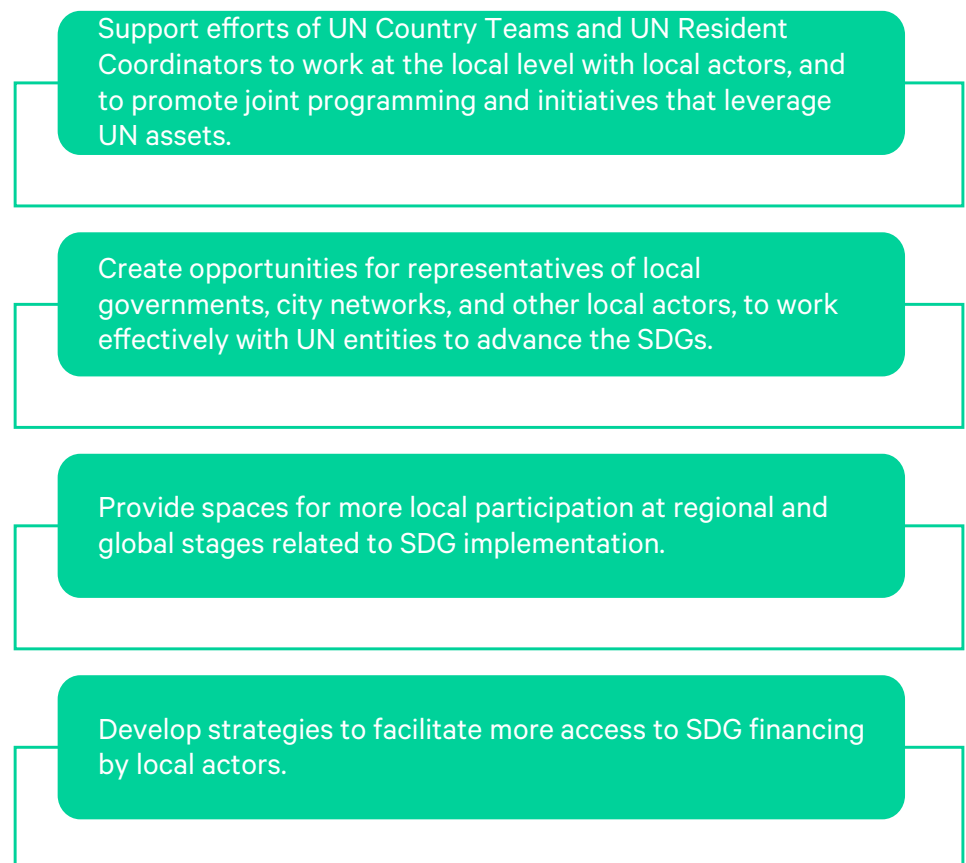 Support efforts of UN Country Teams and UN Resident
Coordinators to work at the local level with local actors, and
to promote joint programming and initiatives that leverage
UN assets.
Create opportunities for representatives of local
governments, city networks, and other local actors, to work
effectively with UN entities to advance the SDGs.
Provide spaces for more local participation at regional and
global stages related to SDG implementation.
Develop strategies to facilitate more access to SDG financing
by local actors.